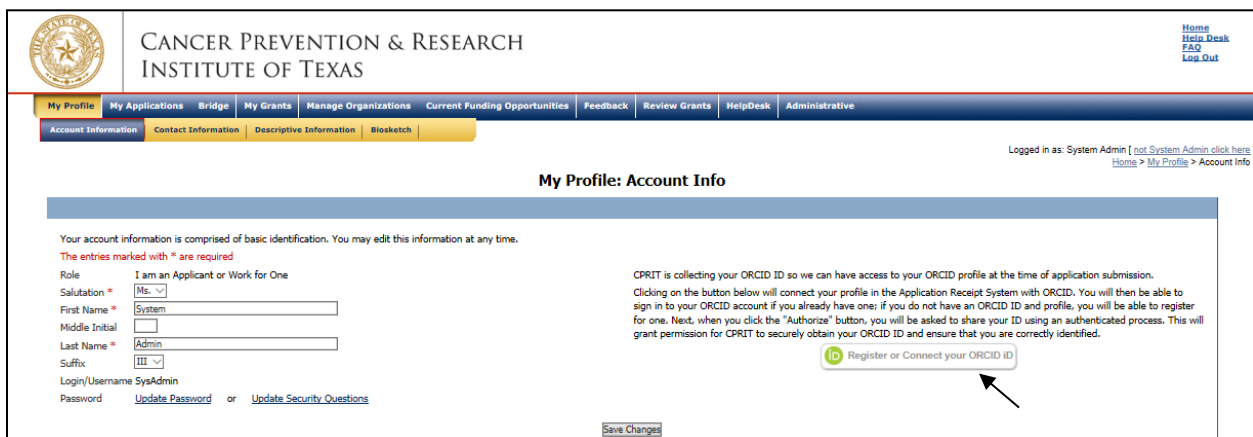 THE STATE OF TEXAS
CANCER PREVENTION & RESEARCH
INSTITUTE OF TEXAS
Home
Help Desk
FAQ
Log Out
My Profile My Applications Bridge My Grants Manage Organizations Current Funding Opportunities Feedback Review Grants HelpDesk Administrative
Account Information Contact Information Descriptive Information Biosketch
Logged in as: System Admin [ not System Admin click here
Home > My Profile > Account Info
My Profile: Account Info
Your account information is comprised of basic identification. You may edit this information at any time.
The entries marked with * are required
Role I am an Applicant or Work for One
Salutation * Ms.
First Name * System
Middle Initial
Last Name * Admin
Suffix III
Login/Username SysAdmin
Password Update Password or Update Security Questions
CPRIT is collecting your ORCID ID so we can have access to your ORCID profile at the time of application submission.
Clicking on the button below will connect your profile in the Application Receipt System with ORCID. You will then be able to
sign in to your ORCID account if you already have one; if you do not have an ORCID ID and profile, you will be able to register
for one. Next, when you click the "Authorize" button, you will be asked to share your ID using an authenticated process. This will
grant permission for CPRIT to securely obtain your ORCID ID and ensure that you are correctly identified.
iD Register or Connect your ORCID iD
Save Changes